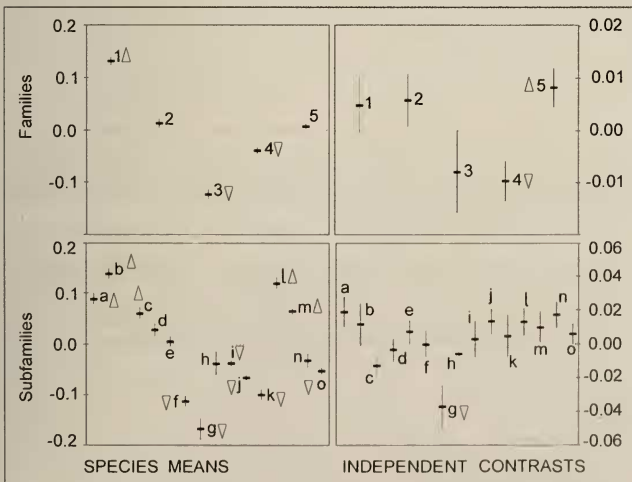 Families
0.2
0.1
0.0
-0.1
1
2
3
4
5
0.02
0.01
0.00
-0.01
1
2
3
4
5
Subfamilies
0.2
0.1
0.0
-0.1
-0.2
a
b
c
d
e
f
g
h
i
j
k
l
m
n
o
0.06
0.04
0.02
0.00
-0.02
-0.04
-0.06
a
b
c
d
e
f
g
h
i
j
k
l
m
n
o
SPECIES MEANS
INDEPENDENT CONTRASTS